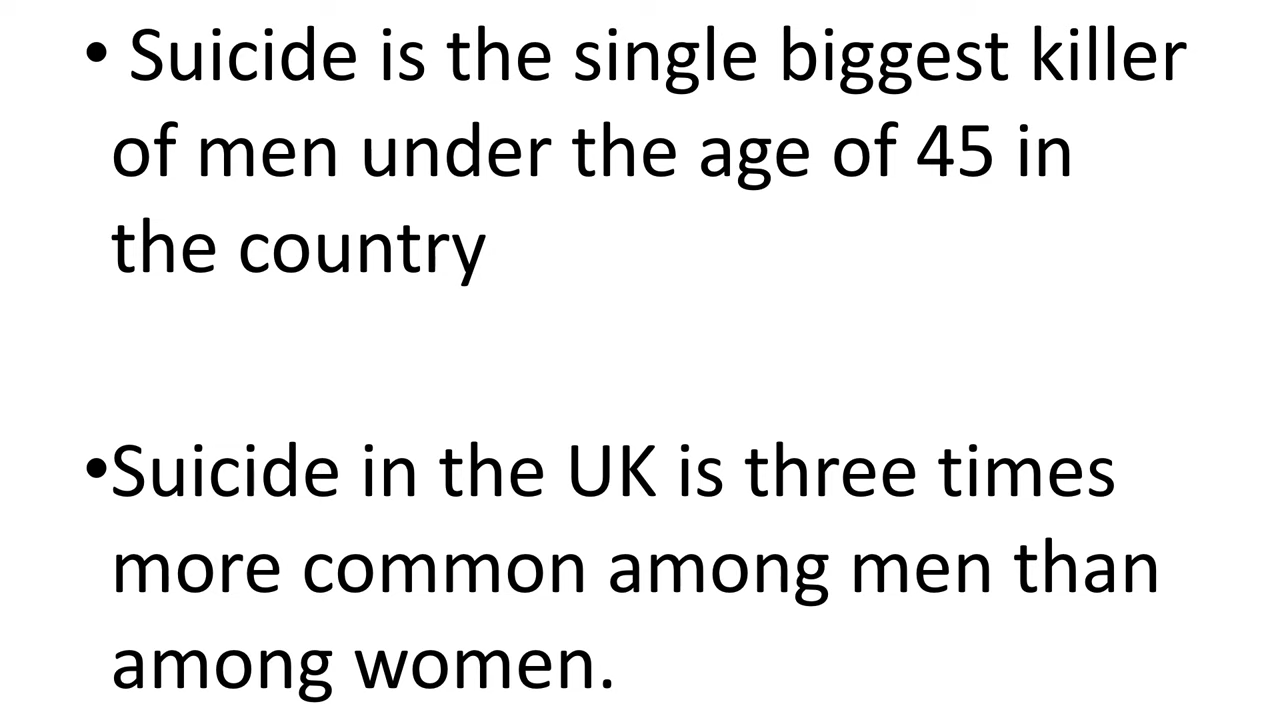 • Suicide is the single biggest killer
of men under the age of 45 in
the country
•Suicide in the UK is three times
more common among men than
among women.